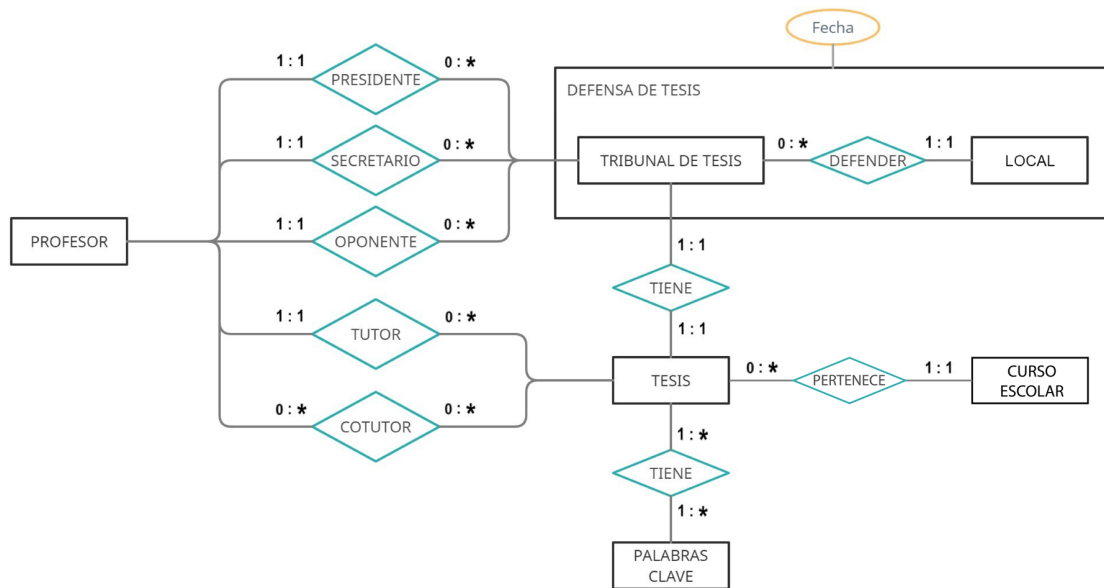 Fecha
1 : 1
PRESIDENTE
0 : *
DEFENSA DE TESIS
1 : 1
SECRETARIO
0 : *
TRIBUNAL DE TESIS
0 : *
DEFENDER
1 : 1
LOCAL
PROFESOR
1 : 1
OPONENTE
0 : *
1 : 1
TIENE
1 : 1
1 : 1
TUTOR
0 : *
TESIS
0 : *
PERTENECE
1 : 1
CURSO
ESCOLAR
0 : *
COTUTOR
0 : *
1 : *
TIENE
1 : *
PALABRAS
CLAVE